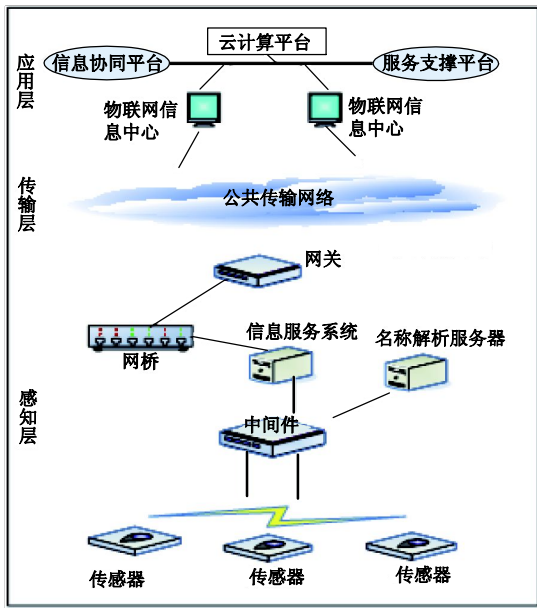 应用层
云计算平台
信息协同平台
服务支撑平台
物联网信
息中心
物联网信
息中心
传输层
公共传输网络
感知层
网关
网桥
信息服务系统
名称解析服务器
中间件
传感器
传感器
传感器